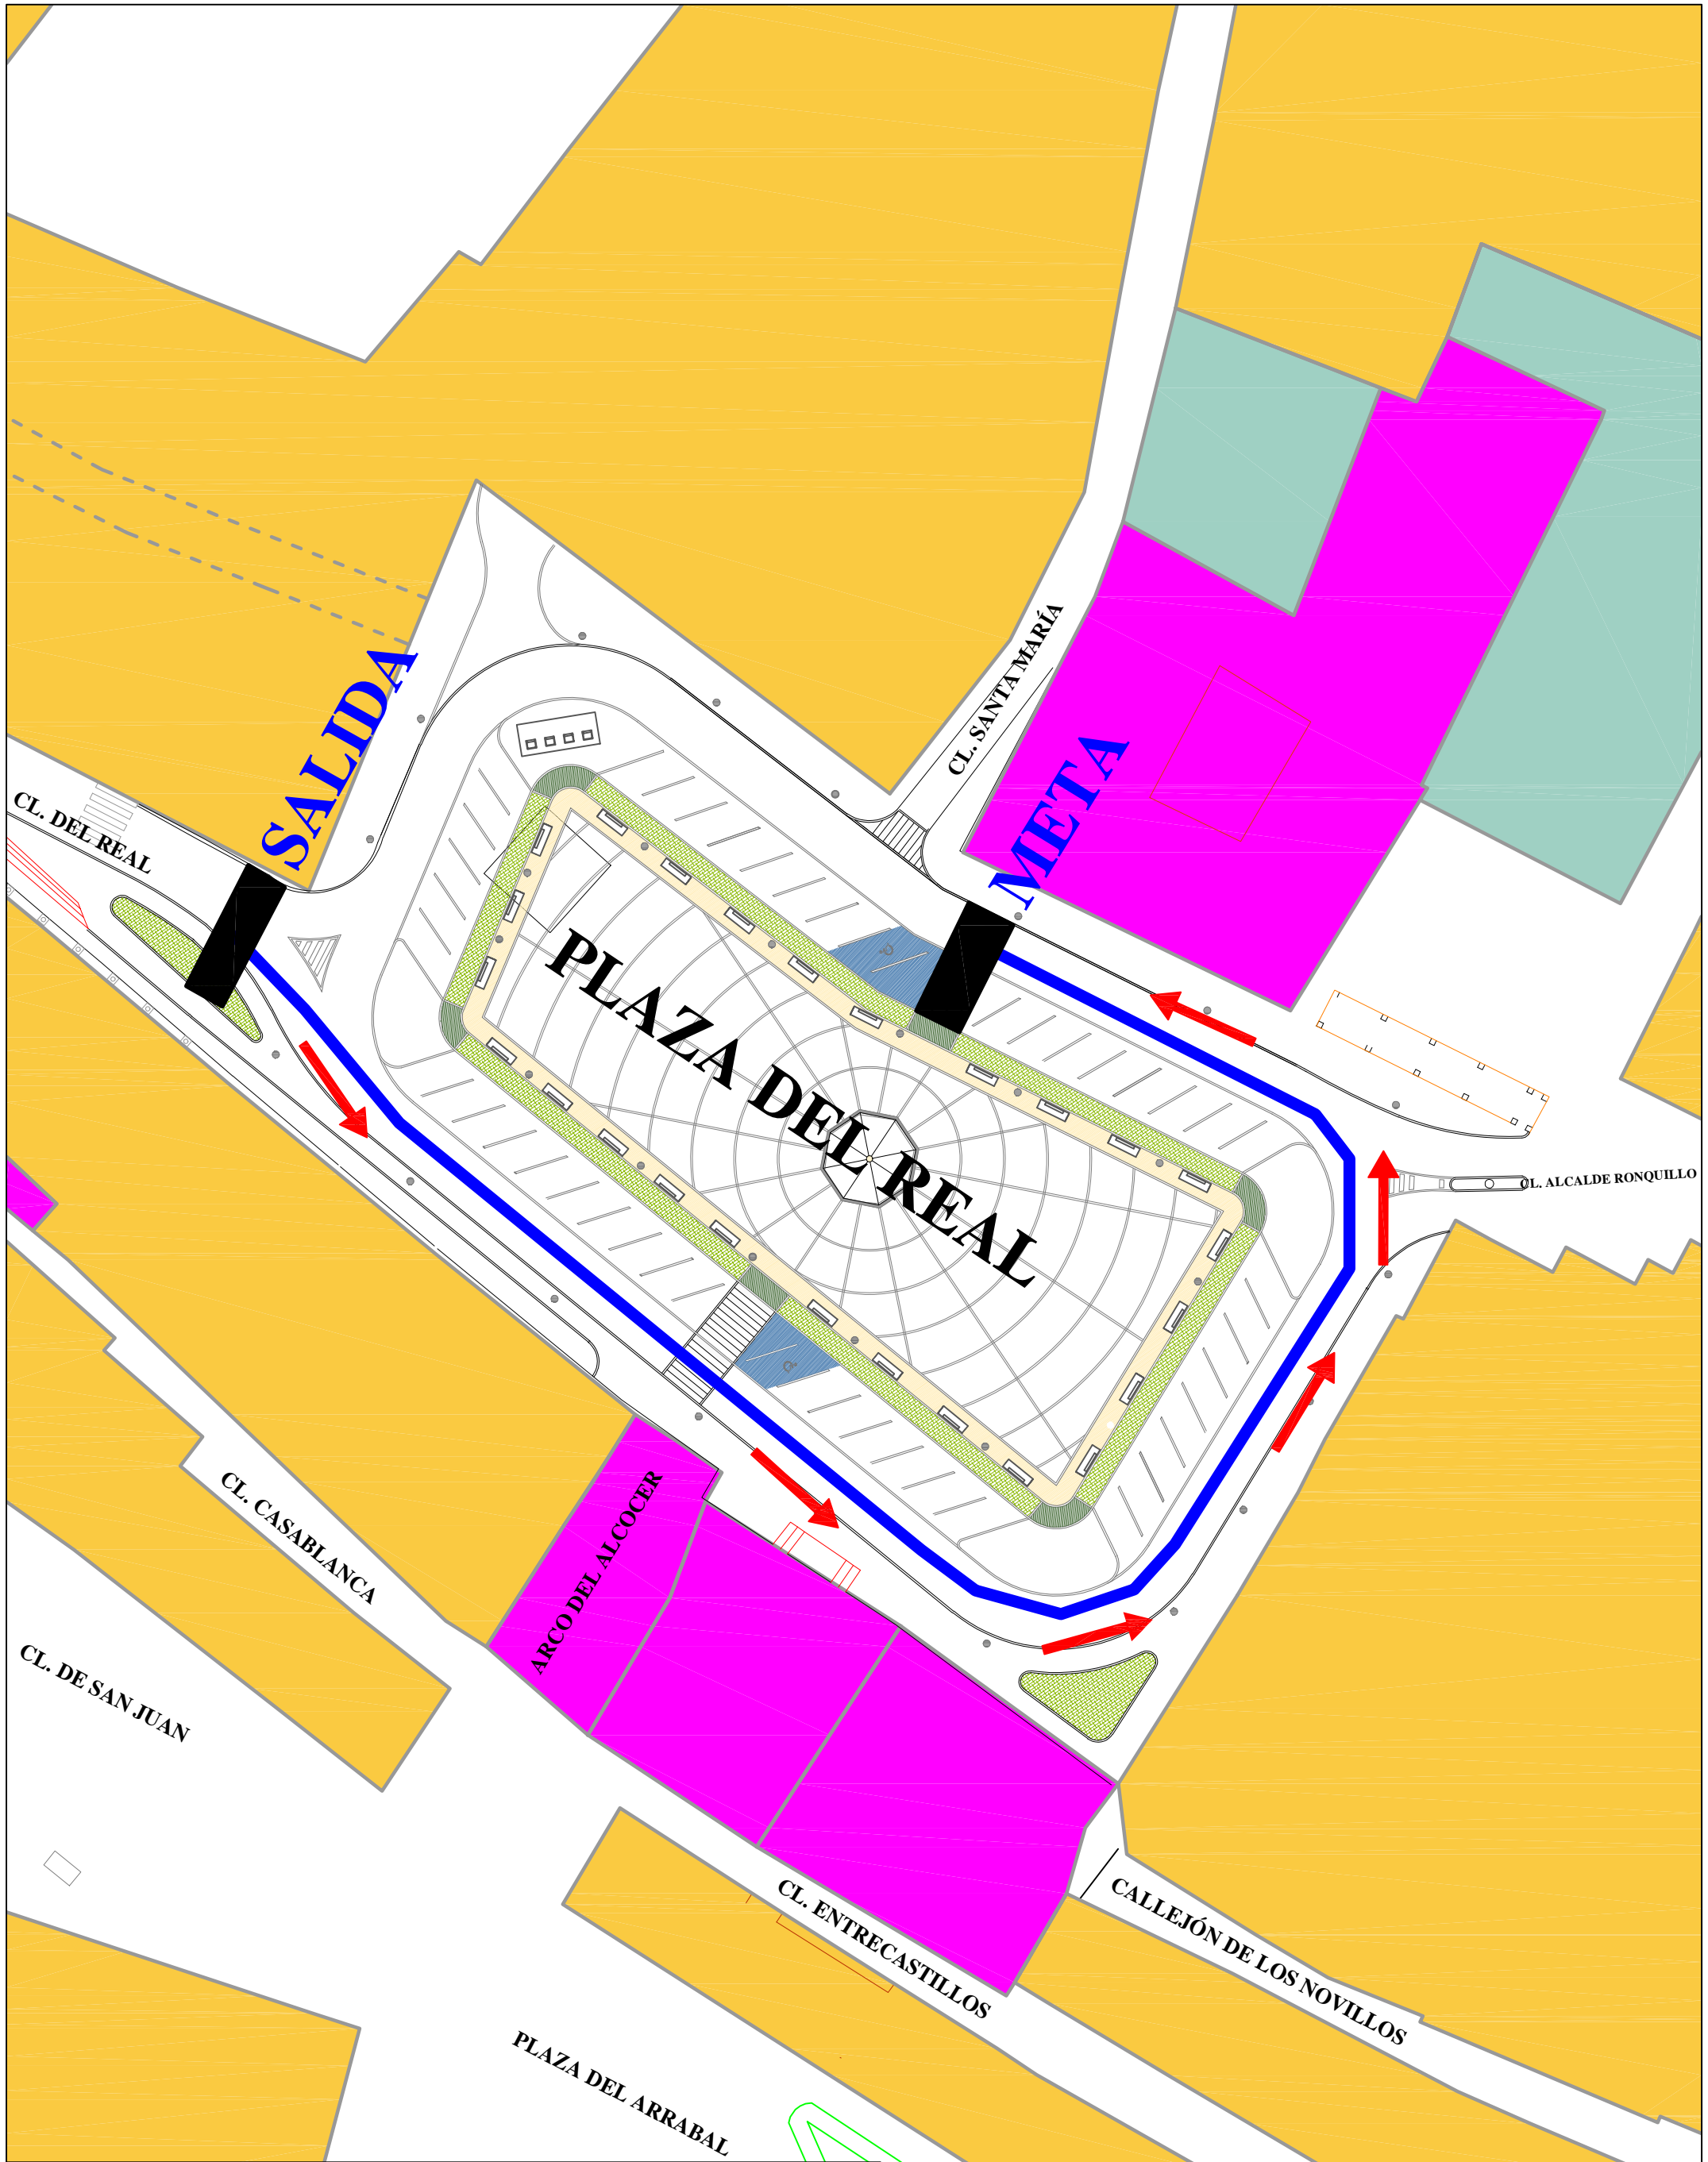 CL. SANTA MARÍA
SALIDA
META
CL. DEL REAL
PLAZA DEL REAL
CL. ALCALDE RONQUILLO
ARCO DEL ALCOCER
CL. CASABLANCA
CL. DE SAN JUAN
CL. ENTRECASTILLOS
CALLEJÓN DE LOS NOVILLOS
PLAZA DEL ARRABAL